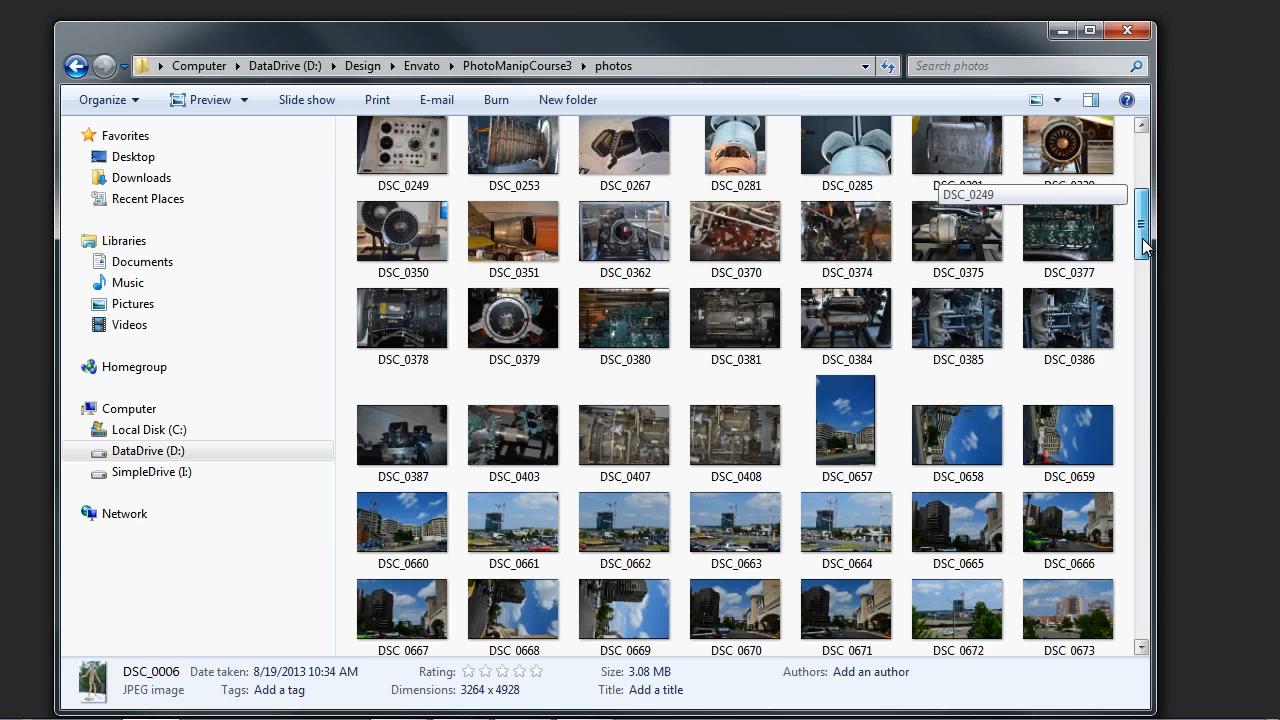 Computer DataDrive (D:) Design Envato PhotoManipCourse3 photos Search photos
Organize Preview Slide show Print E-mail Burn New folder
Favorites
Desktop
Downloads
Recent Places
Libraries
Documents
Music
Pictures
Videos
Homegroup
Computer
Local Disk (C:)
DataDrive (D:)
SimpleDrive (I:)
Network
DSC_0249 DSC_0253 DSC_0267 DSC_0281 DSC_0285
DSC_0249
DSC_0350 DSC_0351 DSC_0362 DSC_0370 DSC_0374 DSC_0375 DSC_0377
DSC_0378 DSC_0379 DSC_0380 DSC_0381 DSC_0384 DSC_0385 DSC_0386
DSC_0387 DSC_0403 DSC_0407 DSC_0408 DSC_0657 DSC_0658 DSC_0659
DSC_0660 DSC_0661 DSC_0662 DSC_0663 DSC_0664 DSC_0665 DSC_0666
DSC_0667 DSC_0668 DSC_0669 DSC_0670 DSC_0671 DSC_0672 DSC_0673
DSC_0006 Date taken: 8/19/2013 10:34 AM Rating: Size: 3.08 MB Authors: Add an author
JPEG image Tags: Add a tag Dimensions: 3264 x 4928 Title: Add a title